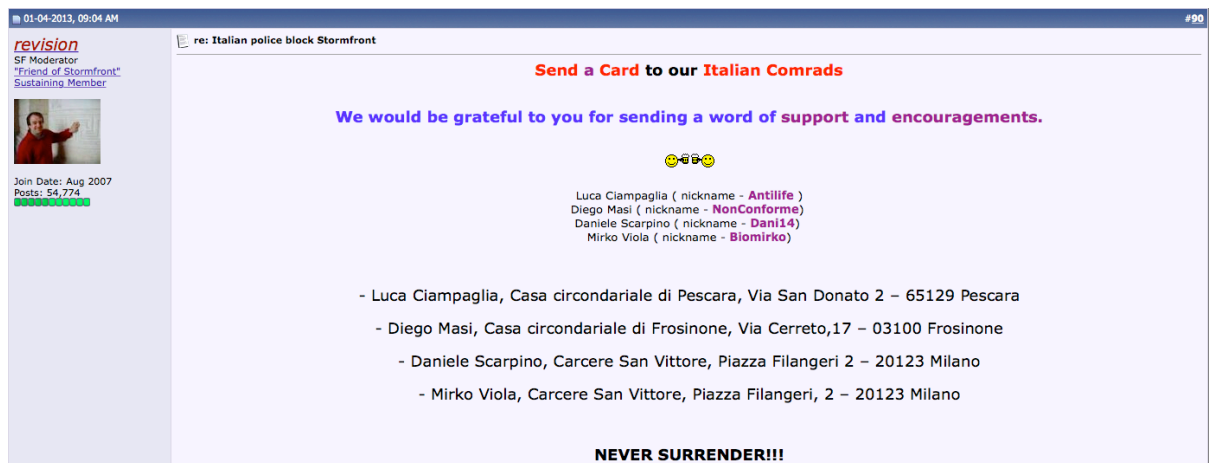 01-04-2013, 09:04 AM
#90
revision
SF Moderator
"Friend of Stormfront"
Sustaining Member
Join Date: Aug 2007
Posts: 54,774
re: Italian police block Stormfront
Send a Card to our Italian Comrads
We would be grateful to you for sending a word of support and encouragements.
Luca Ciampaglia ( nickname - Antilife )
Diego Masi ( nickname - NonConforme)
Daniele Scarpino ( nickname - Dani14)
Mirko Viola ( nickname - Biomirko)
- Luca Ciampaglia, Casa circondariale di Pescara, Via San Donato 2 – 65129 Pescara
- Diego Masi, Casa circondariale di Frosinone, Via Cerreto,17 – 03100 Frosinone
- Daniele Scarpino, Carcere San Vittore, Piazza Filangeri 2 – 20123 Milano
- Mirko Viola, Carcere San Vittore, Piazza Filangeri, 2 – 20123 Milano
NEVER SURRENDER!!!